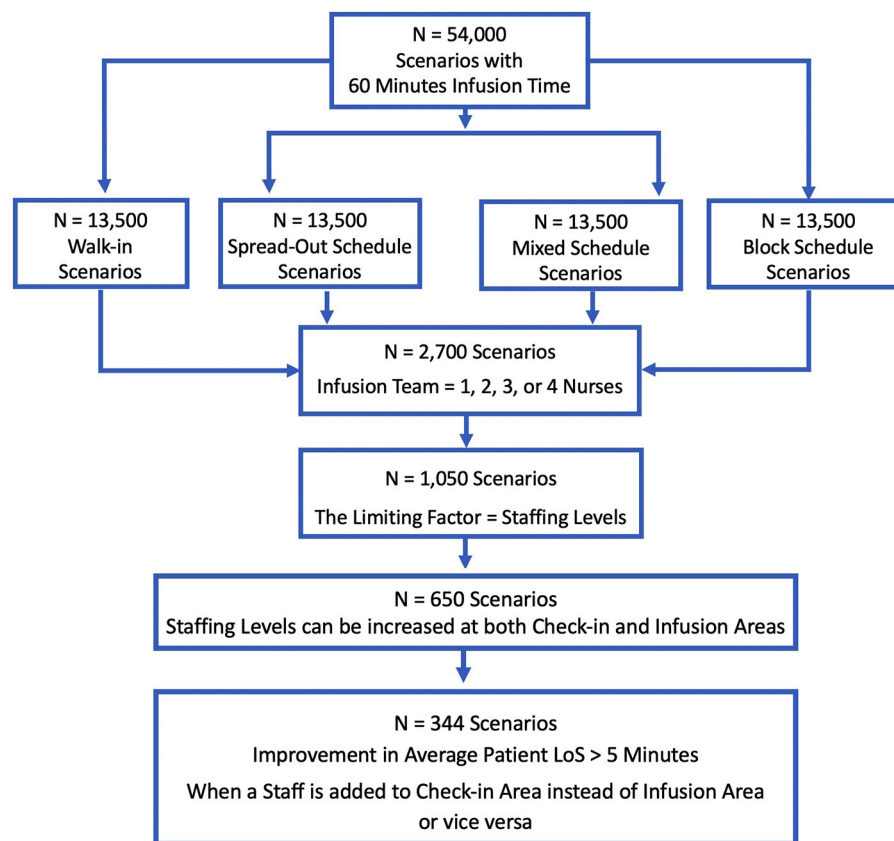 N = 54,000
Scenarios with
60 Minutes Infusion Time
N = 13,500
Walk-in
Scenarios
N = 13,500
Spread-Out Schedule
Scenarios
N = 13,500
Mixed Schedule
Scenarios
N = 13,500
Block Schedule
Scenarios
N = 2,700 Scenarios
Infusion Team = 1, 2, 3, or 4 Nurses
N = 1,050 Scenarios
The Limiting Factor = Staffing Levels
N = 650 Scenarios
Staffing Levels can be increased at both Check-in and Infusion Areas
N = 344 Scenarios
Improvement in Average Patient LoS > 5 Minutes
When a Staff is added to Check-in Area instead of Infusion Area
or vice versa